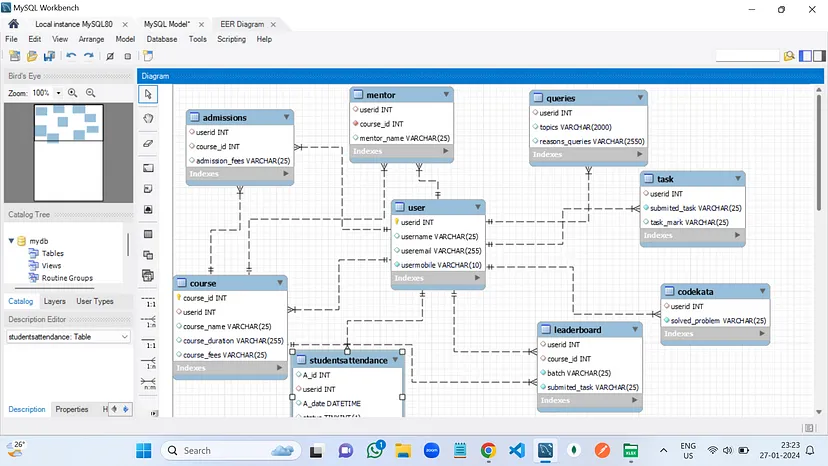 MySQL Workbench
Local instance MySQL80
MySQL Model*
EER Diagram
File Edit View Arrange Model Database Tools Scripting Help
Bird's Eye
Zoom: 100%
Catalog Tree
mydb
Tables
Views
Routine Groups
Catalog Layers User Types
Description Editor
studentsattendance: Table
Description Properties H
Diagram
1:1
1:n
1:1
1:n
n:m
admissions
userid INT
course_id INT
admission_fees VARCHAR(25)
Indexes
mentor
userid INT
course_id INT
mentor_name VARCHAR(25)
Indexes
queries
userid INT
topics VARCHAR(2000)
reasons_queries VARCHAR(2550)
Indexes
task
userid INT
submited_task VARCHAR(25)
task_mark VARCHAR(25)
Indexes
user
userid INT
username VARCHAR(25)
useremail VARCHAR(255)
usermobile VARCHAR(10)
Indexes
course
course_id INT
userid INT
course_name VARCHAR(25)
course_duration VARCHAR(255)
course_fees VARCHAR(25)
Indexes
codekata
userid INT
solved_problem VARCHAR(25)
Indexes
leaderboard
userid INT
course_id INT
batch VARCHAR(25)
submited_task VARCHAR(25)
Indexes
studentsattendance
A_id INT
userid INT
A_date DATETIME
26°
Search
1
zoom
ENG
US
23:23
27-01-2024